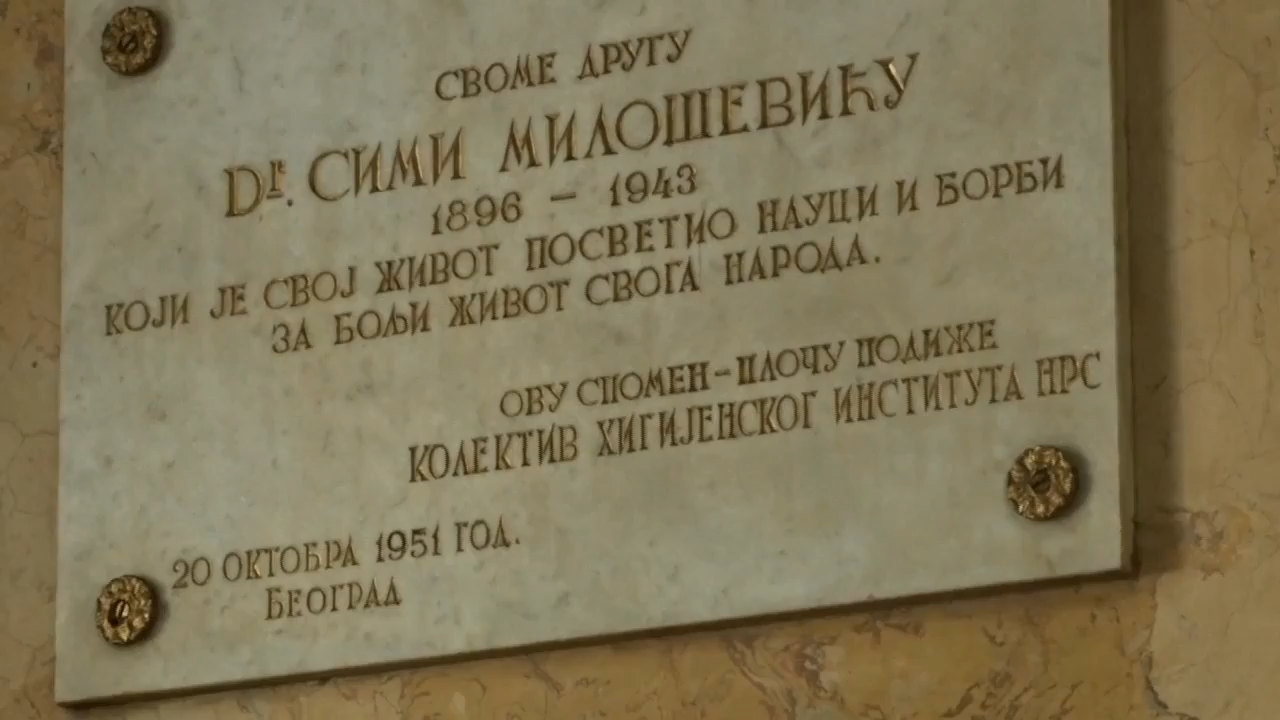 СВОМЕ ДРУГУ
Dr. СИМИ МИЛОШЕВИЋУ
1896 - 1943
КОЈИ ЈЕ СВОЈ ЖИВОТ ПОСВЕТИО НАУЦИ И БОРБИ
ЗА БОЉИ ЖИВОТ СВОГА НАРОДА.
ОВУ СПОМЕН-ПЛОЧУ ПОДИЖЕ
КОЛЕКТИВ ХИГИЈЕНСКОГ ИНСТИТУТА НРС
20 ОКТОБРА 1951 ГОД.
БЕОГРАД